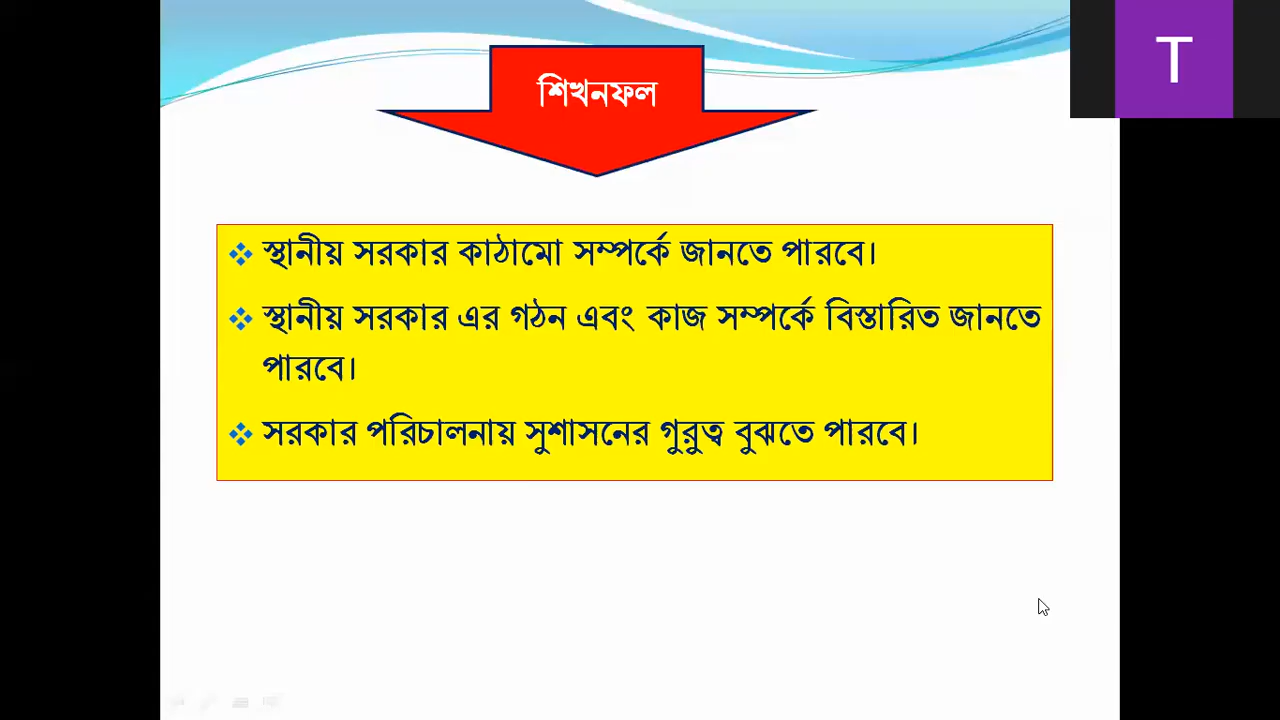 শিখনফল
T
স্থানীয় সরকার কাঠামো সম্পর্কে জানতে পারবে।
স্থানীয় সরকার এর গঠন এবং কাজ সম্পর্কে বিস্তারিত জানতে
পারবে।
সরকার পরিচালনায় সুশাসনের গুরুত্ব বুঝতে পারবে।